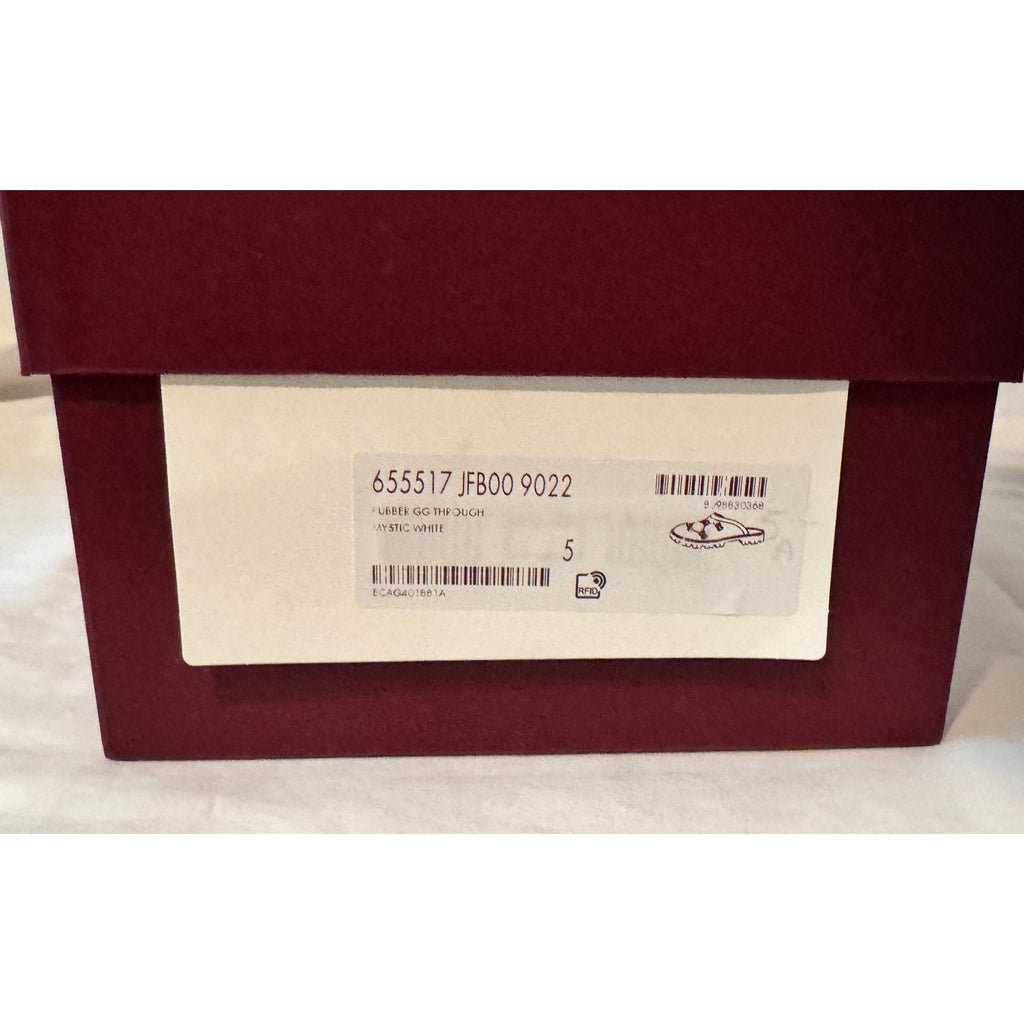 655517 JFB00 9022
RUBBER GG THROUGH
MYSTIC WHITE
5
RFID